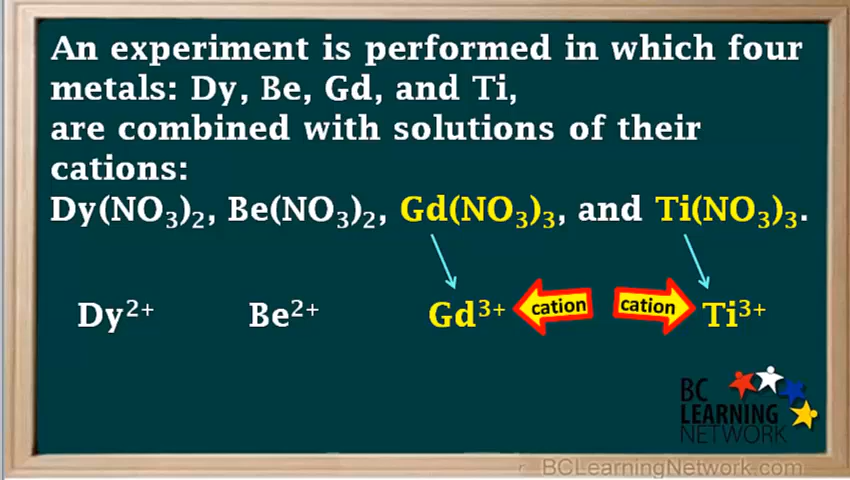 An experiment is performed in which four
metals: Dy, Be, Gd, and Ti,
are combined with solutions of their
cations:
Dy(NO₃)₂, Be(NO₃)₂, Gd(NO₃)₃, and Ti(NO₃)₃.
Dy²⁺ Be²⁺ Gd³⁺ cation cation Ti³⁺
BC
LEARNING
NETWORK
BCLearningNetwork.com